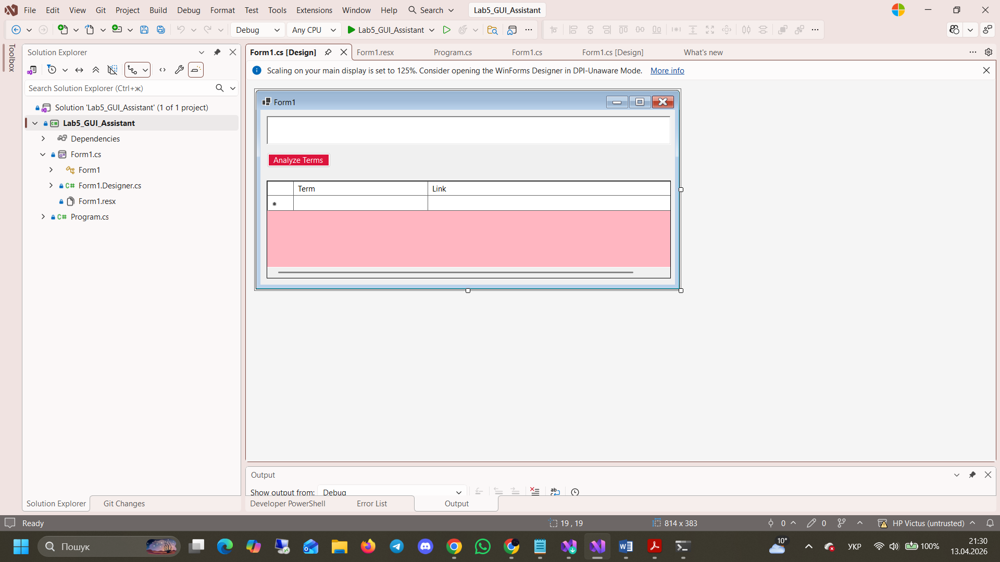 File Edit View Git Project Build Debug Format Test Tools Extensions Window Help Search Lab5_GUI_Assistant
Debug Any CPU Lab5_GUI_Assistant
Toolbox
Solution Explorer
Search Solution Explorer (Ctrl+ж)
Solution 'Lab5_GUI_Assistant' (1 of 1 project)
Lab5_GUI_Assistant
Dependencies
Form1.cs
Form1
C# Form1.Designer.cs
Form1.resx
C# Program.cs
Form1.cs [Design] Form1.resx Program.cs Form1.cs Form1.cs [Design] What's new
Scaling on your main display is set to 125%. Consider opening the WinForms Designer in DPI-Unaware Mode. More info
Form1
Analyze Terms
Term Link
Output
Show output from: Debug
Solution Explorer Git Changes
Developer PowerShell Error List Output
Ready 19 , 19 814 x 383 0 0 HP Victus (untrusted)
Пошук 10° УКР 100% 21:30
13.04.2026